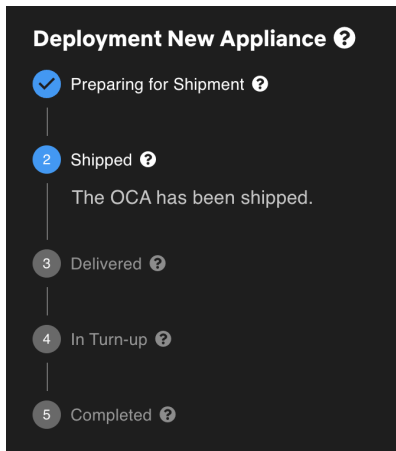 Deployment New Appliance ?
Preparing for Shipment ?
2 Shipped ?
The OCA has been shipped.
3 Delivered ?
4 In Turn-up ?
5 Completed ?